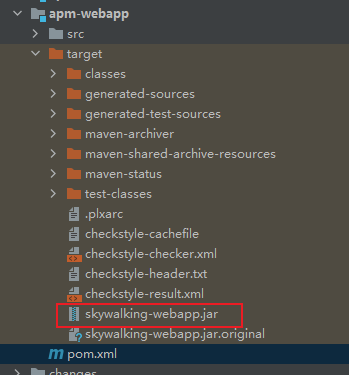 apm-webapp
src
target
classes
generated-sources
generated-test-sources
maven-archiver
maven-shared-archive-resources
maven-status
test-classes
.plxarc
checkstyle-cachefile
checkstyle-checker.xml
checkstyle-header.txt
checkstyle-result.xml
skywalking-webapp.jar
skywalking-webapp.jar.original
pom.xml
changes